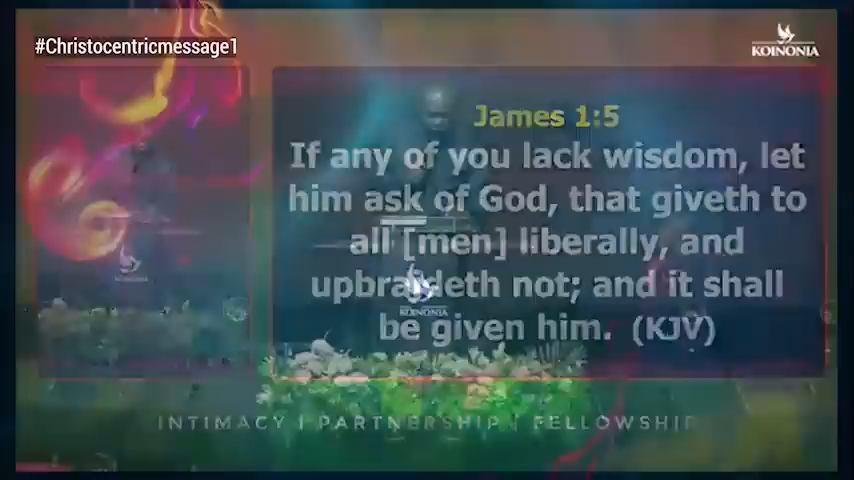 #Christocentricmessage1
KOINONIA
James 1:5
If any of you lack wisdom, let
him ask of God, that giveth to
all [men] liberally, and
upbraideth not; and it shall
be given him. (KJV)
KOINONIA
INTIMACY | PARTNERSHIP | FELLOWSHIP